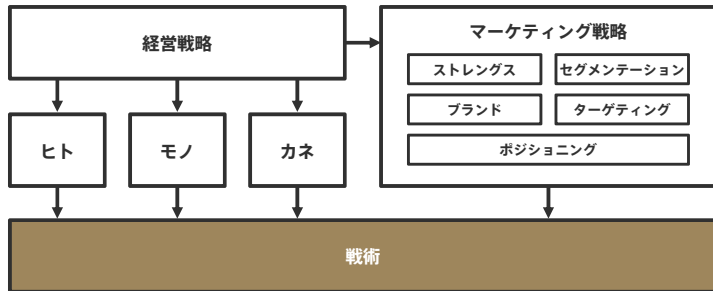 経営戦略
マーケティング戦略
ストレングス
セグメンテーション
ブランド
ターゲティング
ポジショニング
ヒト
モノ
カネ
戦術